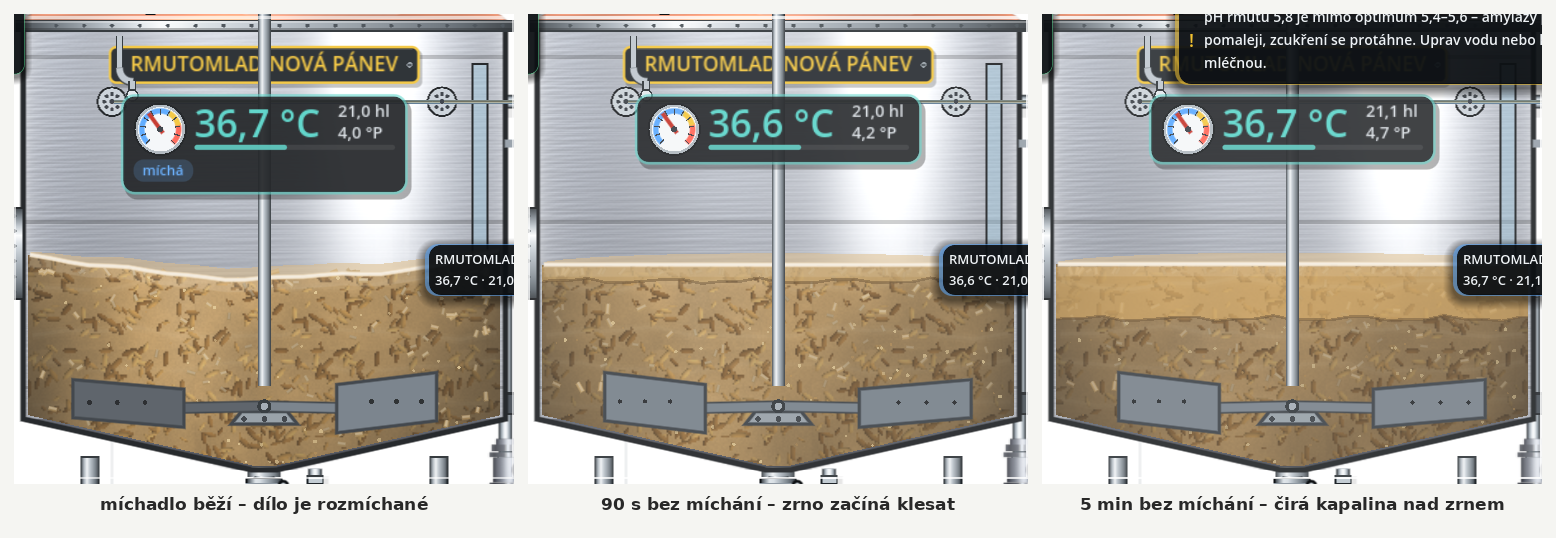 RMUTOMLADINOVÁ PÁNEV
36,7 °C
21,0 hl
4,0 °P
míchá
RMUTOMLAD
36,7 °C · 21,0
míchadlo běží – dílo je rozmíchané
RMUTOMLADINOVÁ PÁNEV
36,6 °C
21,0 hl
4,2 °P
RMUTOMLAD
36,6 °C · 21,0
90 s bez míchání – zrno začíná klesat
pH rmutu 5,8 je mimo optimum 5,4–5,6 – amylázy
! pomaleji, zcukření se protáhne. Uprav vodu nebo
mléčnou.
36,7 °C
21,1 hl
4,7 °P
RMUTOMLAD
36,7 °C · 21,1
5 min bez míchání – čirá kapalina nad zrnem